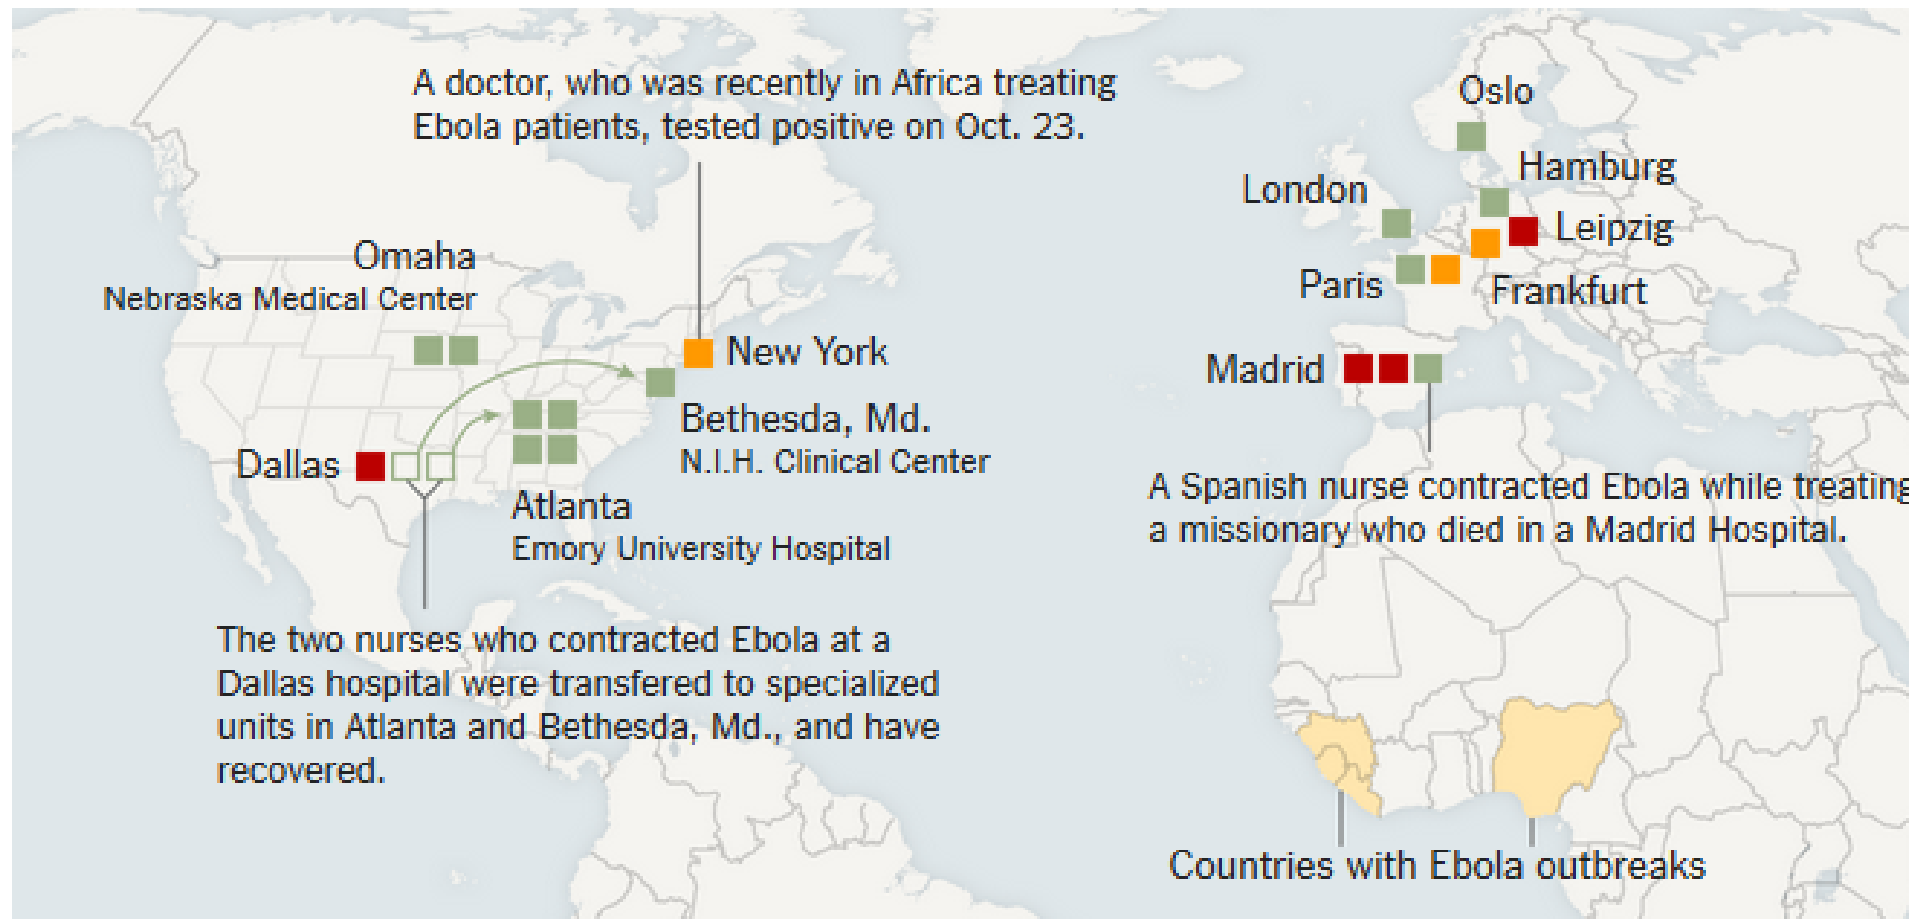 A doctor, who was recently in Africa treating
Ebola patients, tested positive on Oct. 23.
Omaha
Nebraska Medical Center
New York
Bethesda, Md.
N.I.H. Clinical Center
Dallas
Atlanta
Emory University Hospital
The two nurses who contracted Ebola at a
Dallas hospital were transfered to specialized
units in Atlanta and Bethesda, Md., and have
recovered.
Oslo
Hamburg
London
Leipzig
Paris
Frankfurt
Madrid
A Spanish nurse contracted Ebola while treating
a missionary who died in a Madrid Hospital.
Countries with Ebola outbreaks